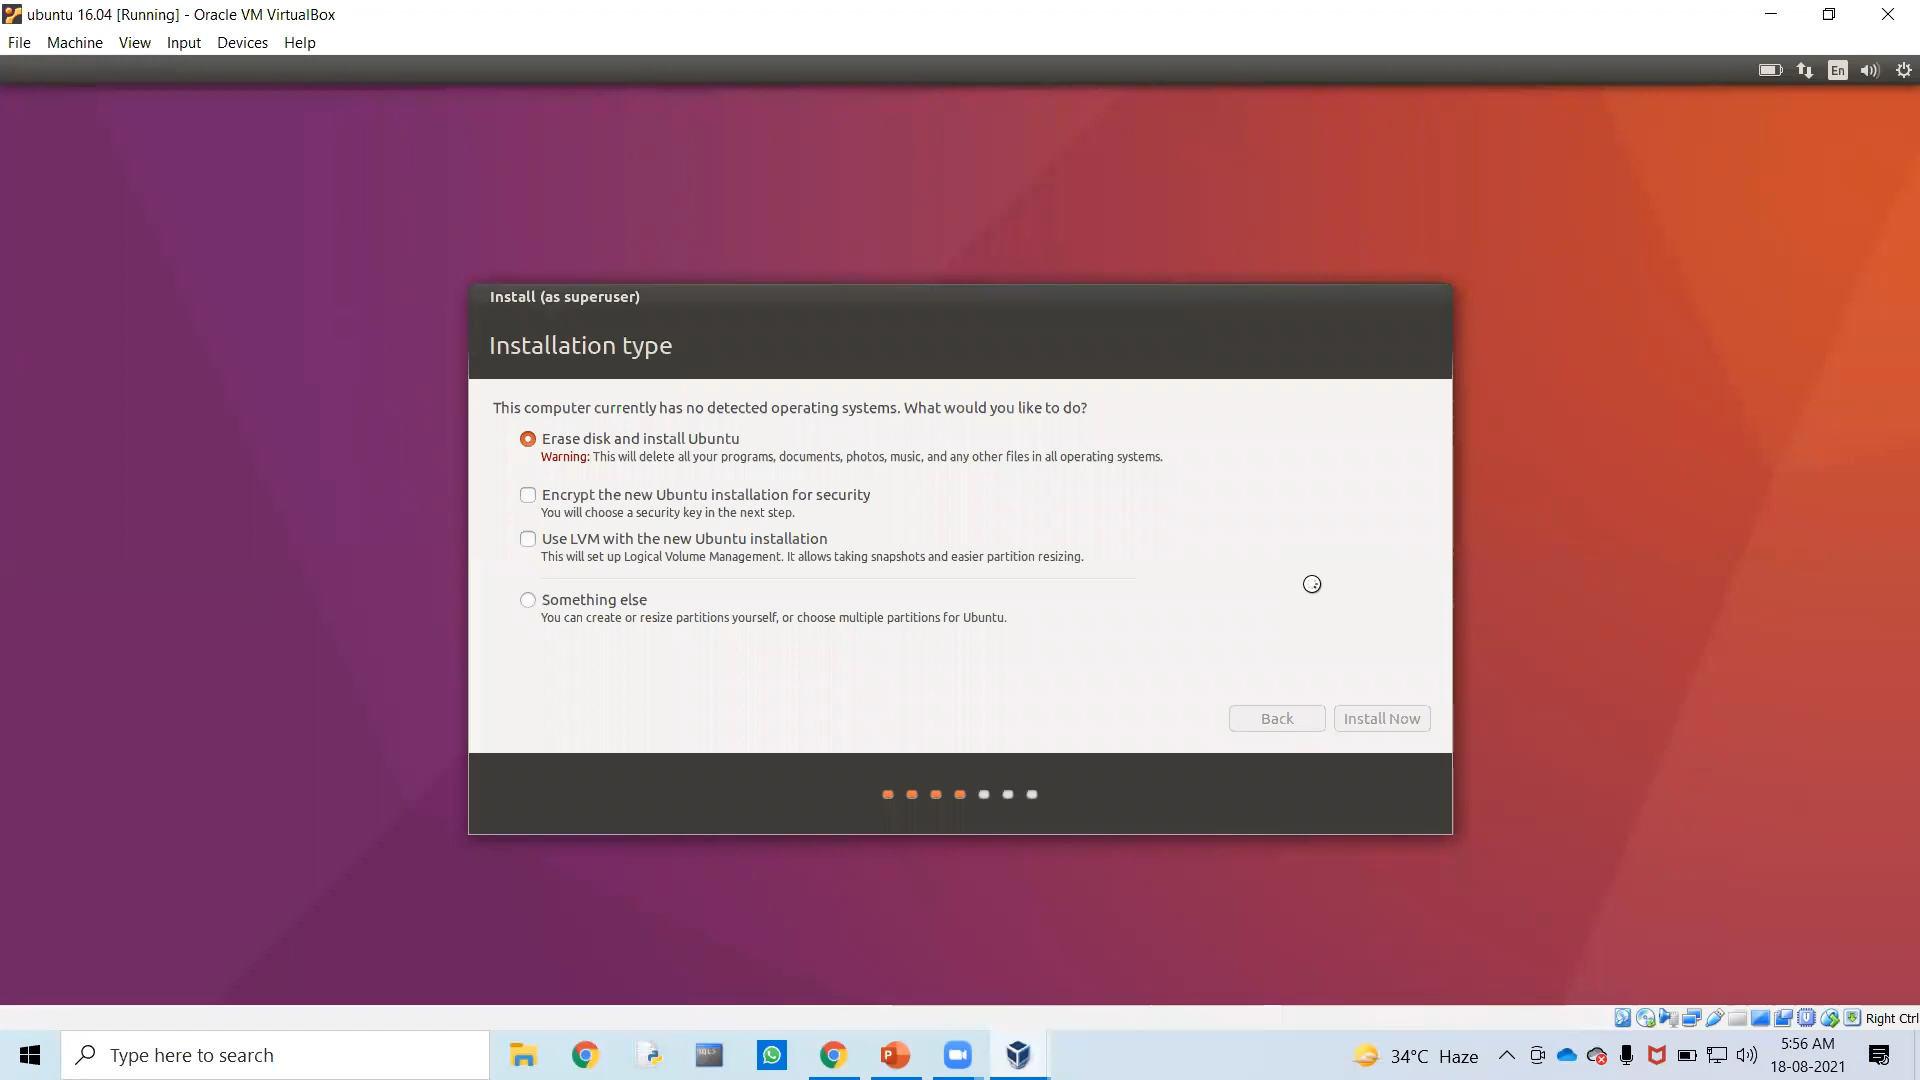 ubuntu 16.04 [Running] - Oracle VM VirtualBox
File Machine View Input Devices Help
En
Install (as superuser)
Installation type
This computer currently has no detected operating systems. What would you like to do?
Erase disk and install Ubuntu
Warning: This will delete all your programs, documents, photos, music, and any other files in all operating systems.
Encrypt the new Ubuntu installation for security
You will choose a security key in the next step.
Use LVM with the new Ubuntu installation
This will set up Logical Volume Management. It allows taking snapshots and easier partition resizing.
Something else
You can create or resize partitions yourself, or choose multiple partitions for Ubuntu.
Back Install Now
Right Ctrl
Type here to search
34°C Haze
5:56 AM
18-08-2021